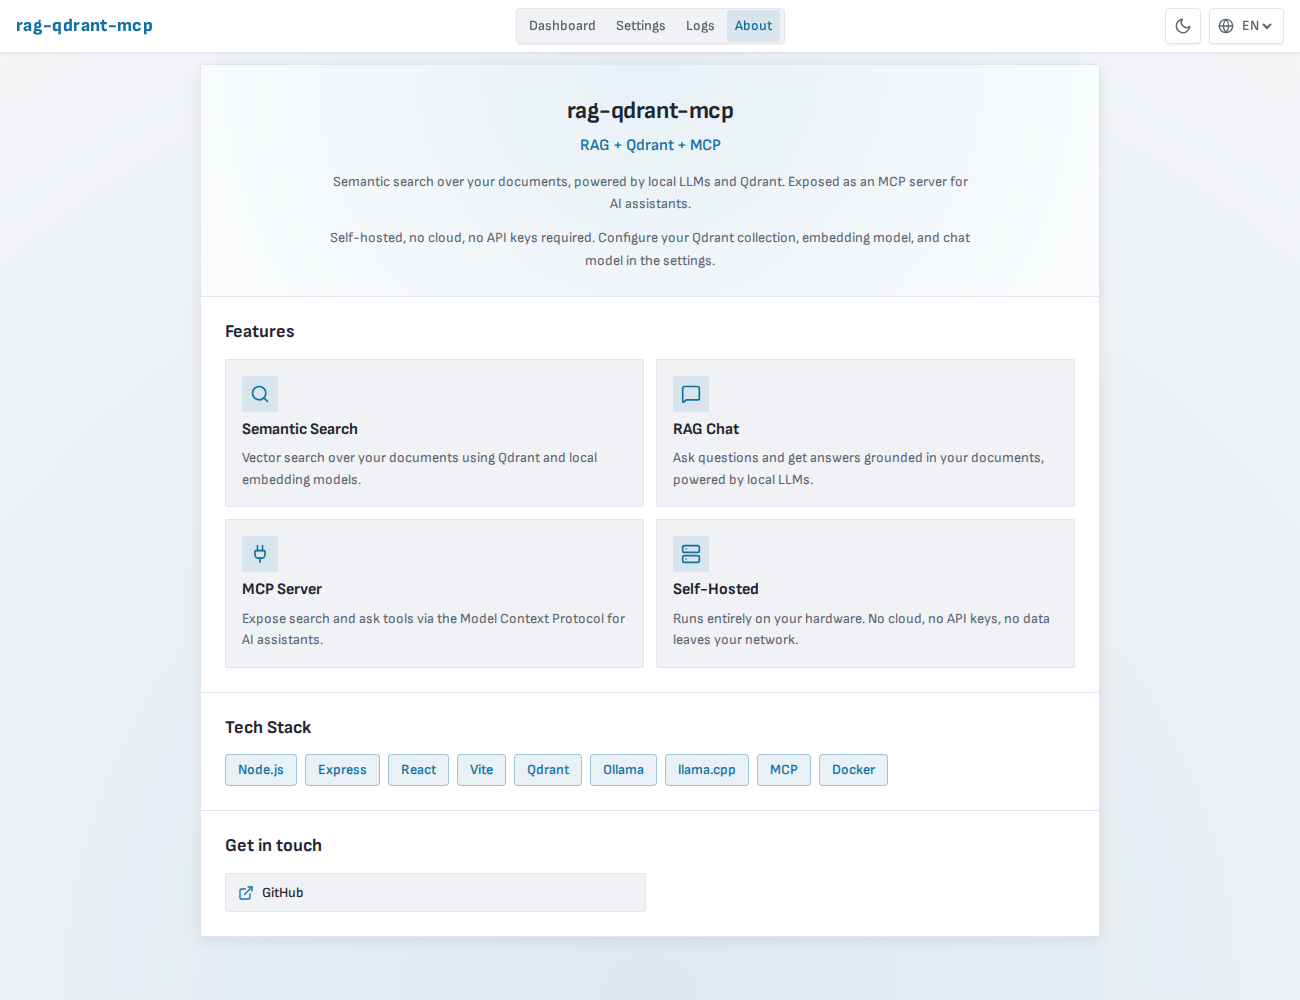 rag-qdrant-mcp
Dashboard
Settings
Logs
About
EN
rag-qdrant-mcp
RAG + Qdrant + MCP
Semantic search over your documents, powered by local LLMs and Qdrant. Exposed as an MCP server for
AI assistants.
Self-hosted, no cloud, no API keys required. Configure your Qdrant collection, embedding model, and chat
model in the settings.
Features
Semantic Search
Vector search over your documents using Qdrant and local
embedding models.
RAG Chat
Ask questions and get answers grounded in your documents,
powered by local LLMs.
MCP Server
Expose search and ask tools via the Model Context Protocol for
AI assistants.
Self-Hosted
Runs entirely on your hardware. No cloud, no API keys, no data
leaves your network.
Tech Stack
Node.js
Express
React
Vite
Qdrant
Ollama
llama.cpp
MCP
Docker
Get in touch
GitHub